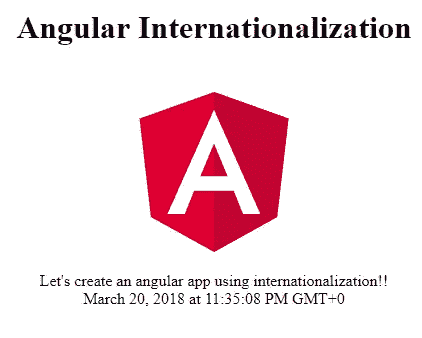 Angular Internationalization
A
Let's create an angular app using internationalization!!
March 20, 2018 at 11:35:08 PM GMT+0